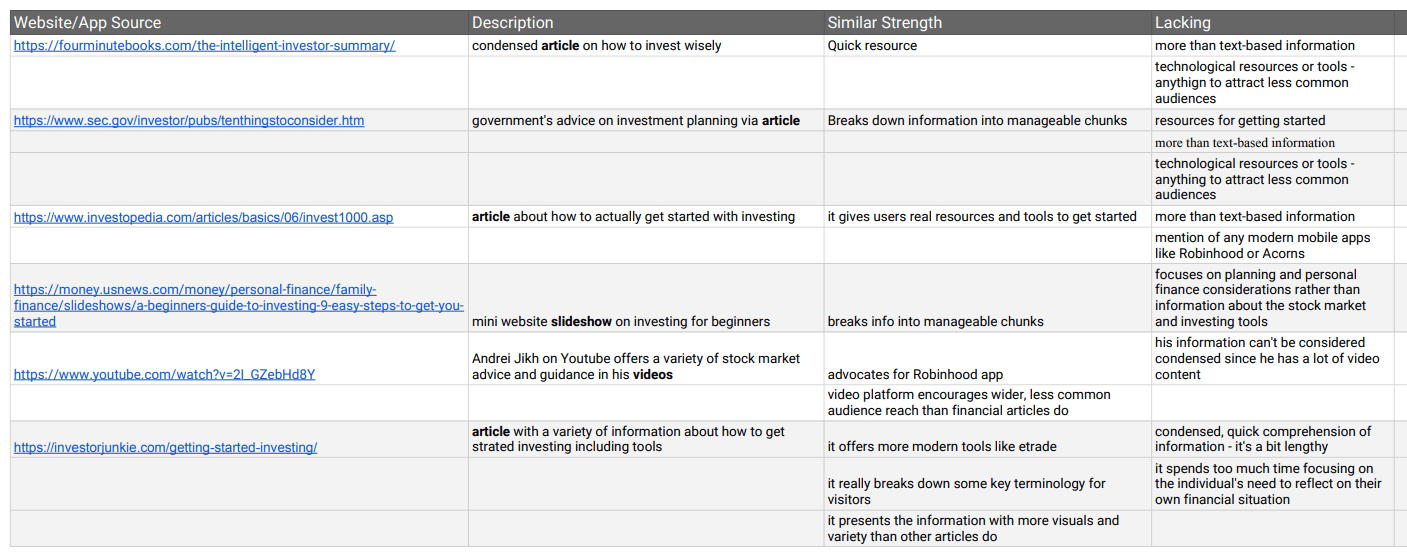 Website/App Source Description Similar Strength Lacking
https://fourminutebooks.com/the-intelligent-investor-summary/ condensed article on how to invest wisely Quick resource more than text-based information
technological resources or tools -
anythign to attract less common
audiences
https://www.sec.gov/investor/pubs/tenthingstoconsider.htm government's advice on investment planning via article Breaks down information into manageable chunks resources for getting started
more than text-based information
technological resources or tools -
anything to attract less common
audiences
https://www.investopedia.com/articles/basics/06/invest1000.asp article about how to actually get started with investing it gives users real resources and tools to get started more than text-based information
mention of any modern mobile apps
like Robinhood or Acorns
https://money.usnews.com/money/personal-finance/family-
finance/slideshows/a-beginners-guide-to-investing-9-easy-steps-to-get-you-
started
mini website slideshow on investing for beginners
breaks info into manageable chunks
focuses on planning and personal
finance considerations rather than
information about the stock market
and investing tools
https://www.youtube.com/watch?v=2I_GZebHd8Y
Andrei Jikh on Youtube offers a variety of stock market
advice and guidance in his videos
advocates for Robinhood app
his information can't be considered
condensed since he has a lot of video
content
video platform encourages wider, less common
audience reach than financial articles do
https://investorjunkie.com/getting-started-investing/
article with a variety of information about how to get
strated investing including tools
it offers more modern tools like etrade
condensed, quick comprehension of
information - it's a bit lengthy
it really breaks down some key terminology for
visitors
it spends too much time focusing on
the individual's need to reflect on their
own financial situation
it presents the information with more visuals and
variety than other articles do